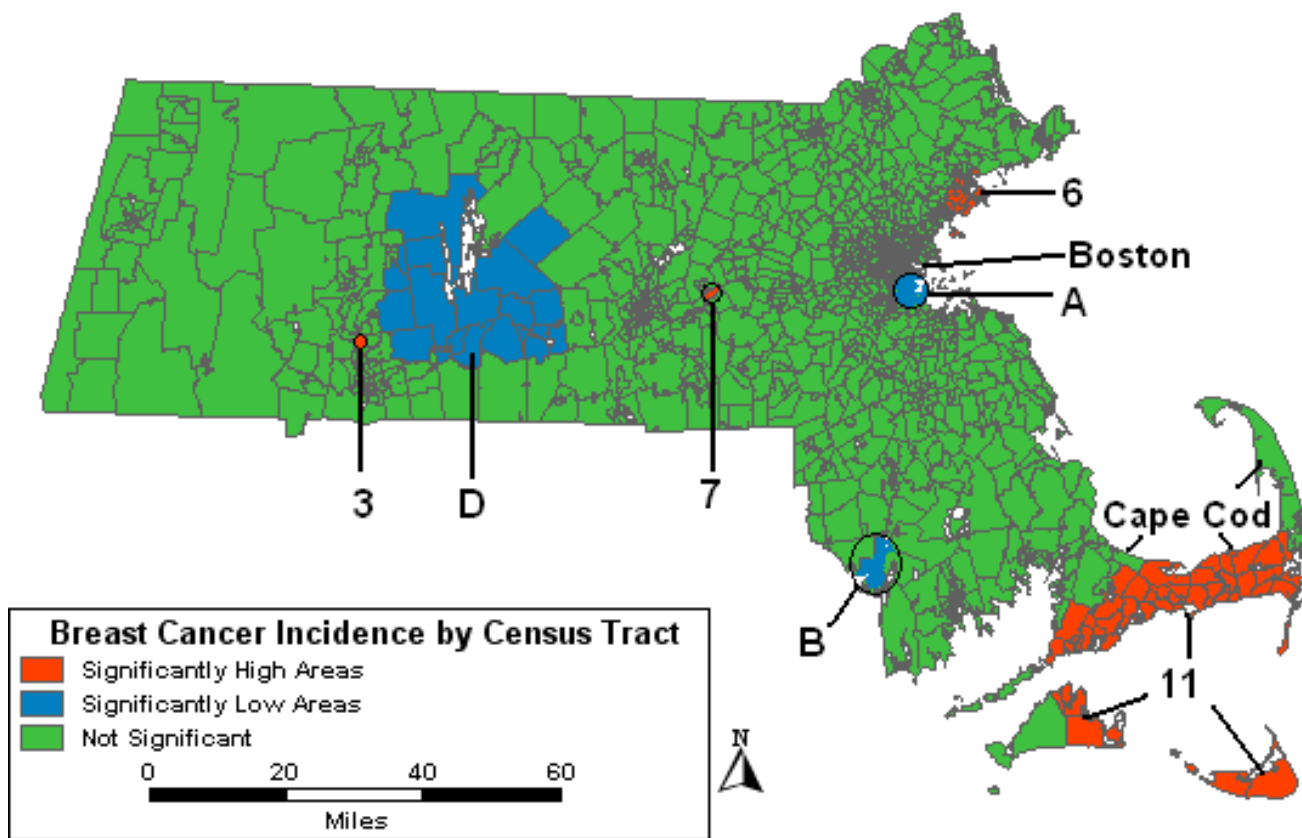 6
Boston
A
3
D
7
Cape Cod
B
11
Breast Cancer Incidence by Census Tract
Significantly High Areas
Significantly Low Areas
Not Significant
0 20 40 60
Miles
N